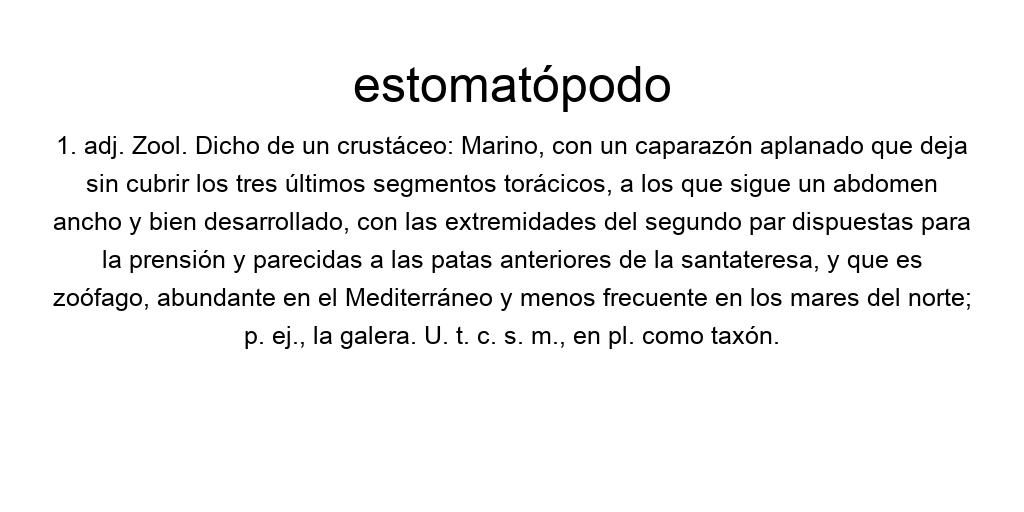 estomatópodo
1. adj. Zool. Dicho de un crustáceo: Marino, con un caparazón aplanado que deja
sin cubrir los tres últimos segmentos torácicos, a los que sigue un abdomen
ancho y bien desarrollado, con las extremidades del segundo par dispuestas para
la prensión y parecidas a las patas anteriores de la santateresa, y que es
zoófago, abundante en el Mediterráneo y menos frecuente en los mares del norte;
p. ej., la galera. U. t. c. s. m., en pl. como taxón.